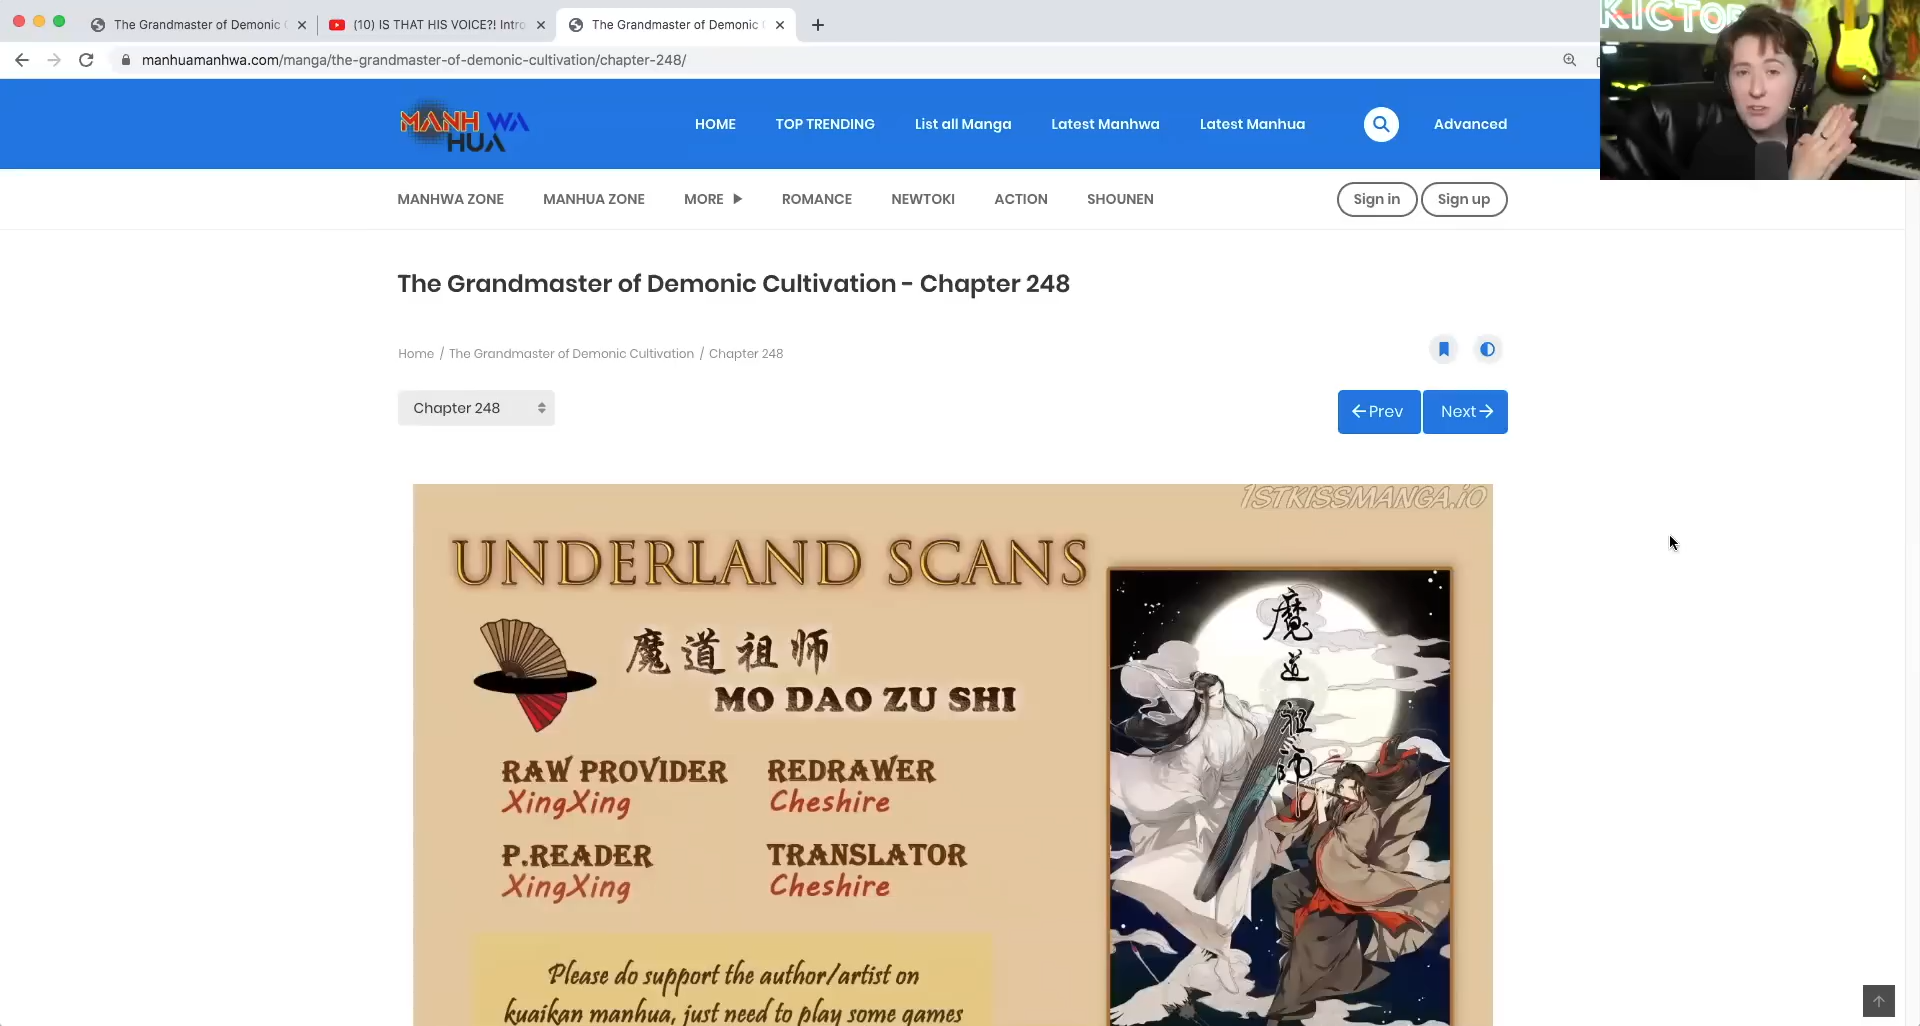 The Grandmaster of Demonic
(10) IS THAT HIS VOICE?! Intro
The Grandmaster of Demonic
manhuamanhwa.com/manga/the-grandmaster-of-demonic-cultivation/chapter-248/
MANHWA
HUA
HOME
TOP TRENDING
List all Manga
Latest Manhwa
Latest Manhua
Advanced
MANHWA ZONE
MANHUA ZONE
MORE
ROMANCE
NEWTOKI
ACTION
SHOUNEN
Sign in
Sign up
The Grandmaster of Demonic Cultivation - Chapter 248
Home / The Grandmaster of Demonic Cultivation / Chapter 248
Chapter 248
←Prev
Next→
1STKISSMANGA.iO
UNDERLAND SCANS
魔道祖师
MO DAO ZU SHI
RAW PROVIDER
XingXing
REDRAWER
Cheshire
P.READER
XingXing
TRANSLATOR
Cheshire
Please do support the author/artist on
kuaikan manhua, just need to play some games
魔
道
祖
師